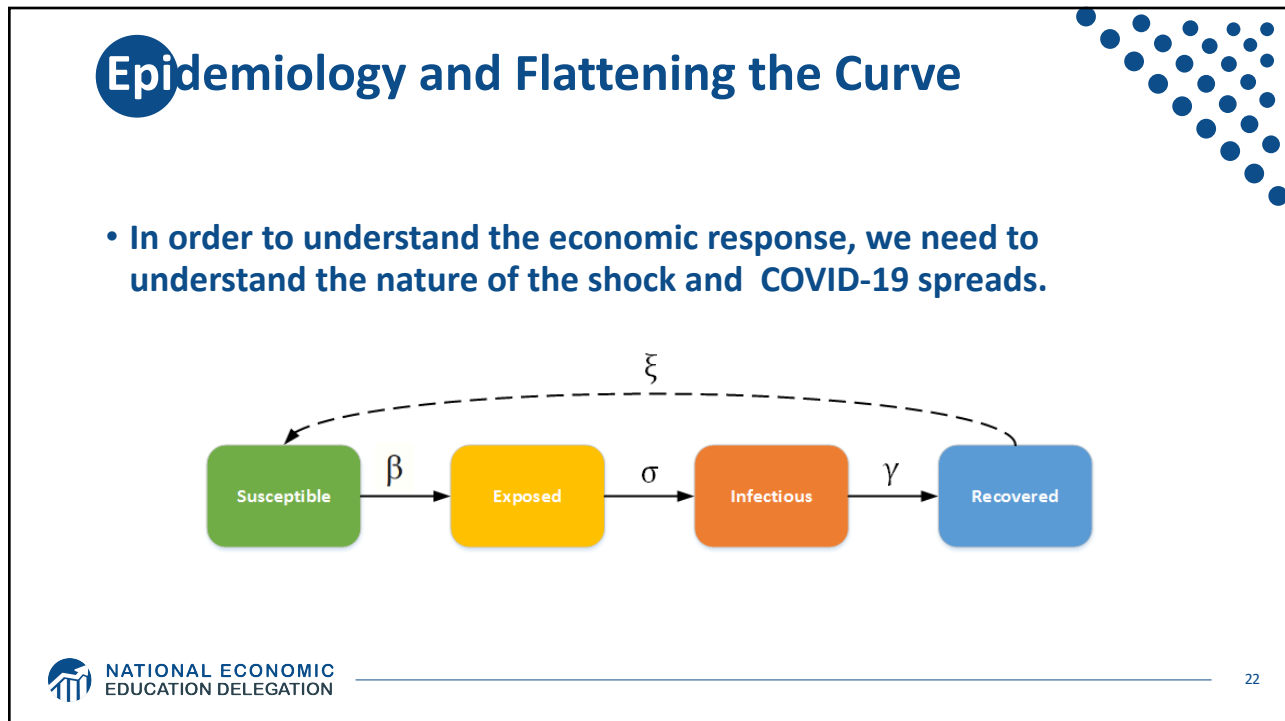 Epidemiology and Flattening the Curve
• In order to understand the economic response, we need to
understand the nature of the shock and  COVID-19 spreads.
ξ
β
σ
γ
Susceptible
Exposed
Infectious
Recovered
NATIONAL ECONOMIC
EDUCATION DELEGATION
22